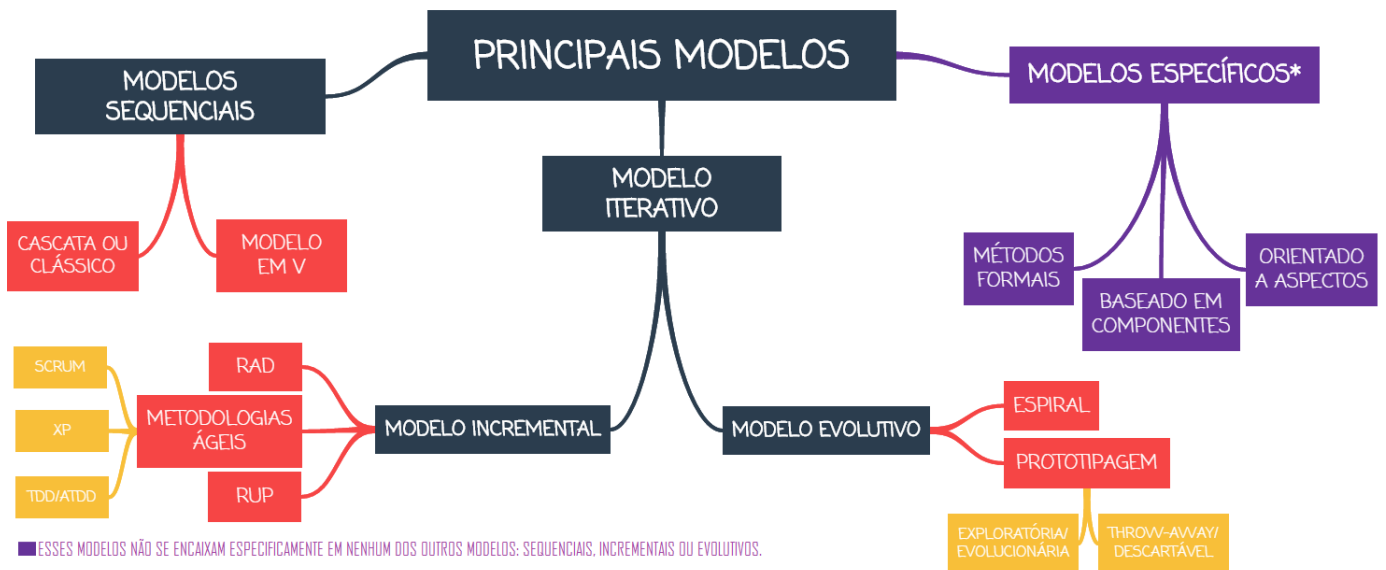 PRINCIPAIS MODELOS
MODELOS
SEQUENCIAIS
MODELOS ESPECÍFICOS*
MODELO
ITERATIVO
CASCATA OU
CLÁSSICO
MODELO
EM V
MÉTODOS
FORMAIS
BASEADO EM
COMPONENTES
ORIENTADO
A ASPECTOS
SCRUM
XP
TDD/ATDD
RAD
METODOLOGIAS
ÁGEIS
RUP
MODELO INCREMENTAL
MODELO EVOLUTIVO
ESPIRAL
PROTOTIPAGEM
EXPLORATÓRIA/
EVOLUCIONÁRIA
THROW-AWAY/
DESCARTÁVEL
ESSES MODELOS NÃO SE ENCAIXAM ESPECIFICAMENTE EM NENHUM DOS OUTROS MODELOS: SEQUENCIAIS, INCREMENTAIS OU EVOLUTIVOS.